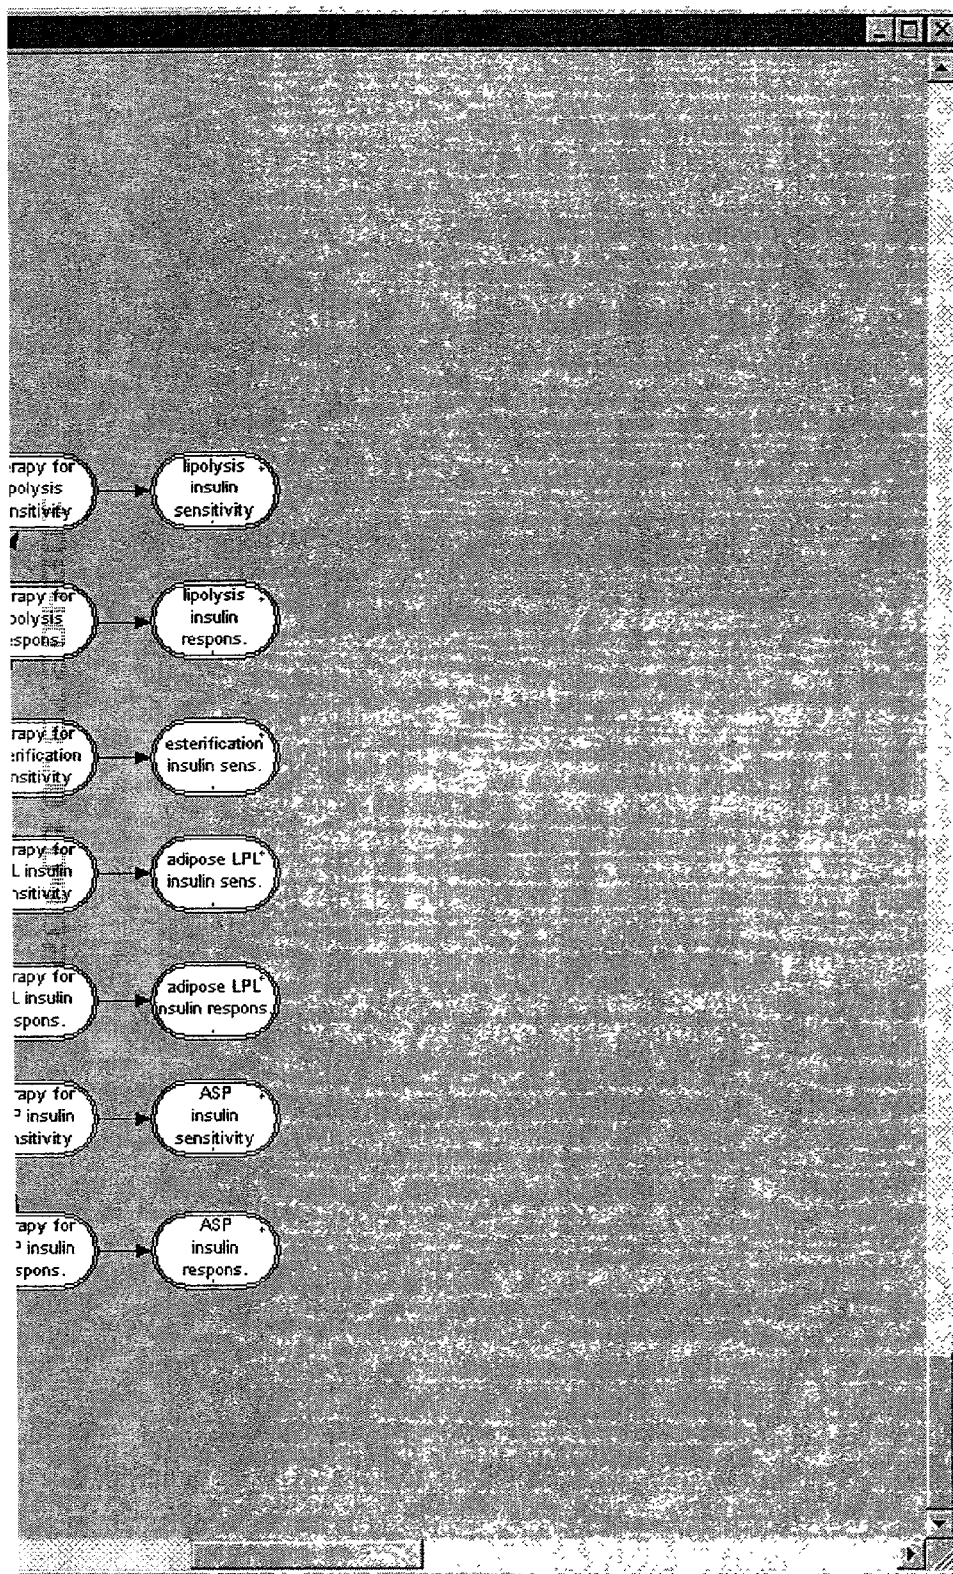 erapy for
polysis
nsitivity
lipolysis
insulin
sensitivity
rapy for
polysis
espons.
lipolysis
insulin
respons.
rapy for
erification
nsitivity
esterification
insulin sens.
rapy for
L insulin
nsitivity
adipose LPL
insulin sens.
rapy for
L insulin
spons.
adipose LPL
insulin respons.
rapy for
P insulin
nsitivity
ASP
insulin
sensitivity
rapy for
P insulin
spons.
ASP
insulin
respons.